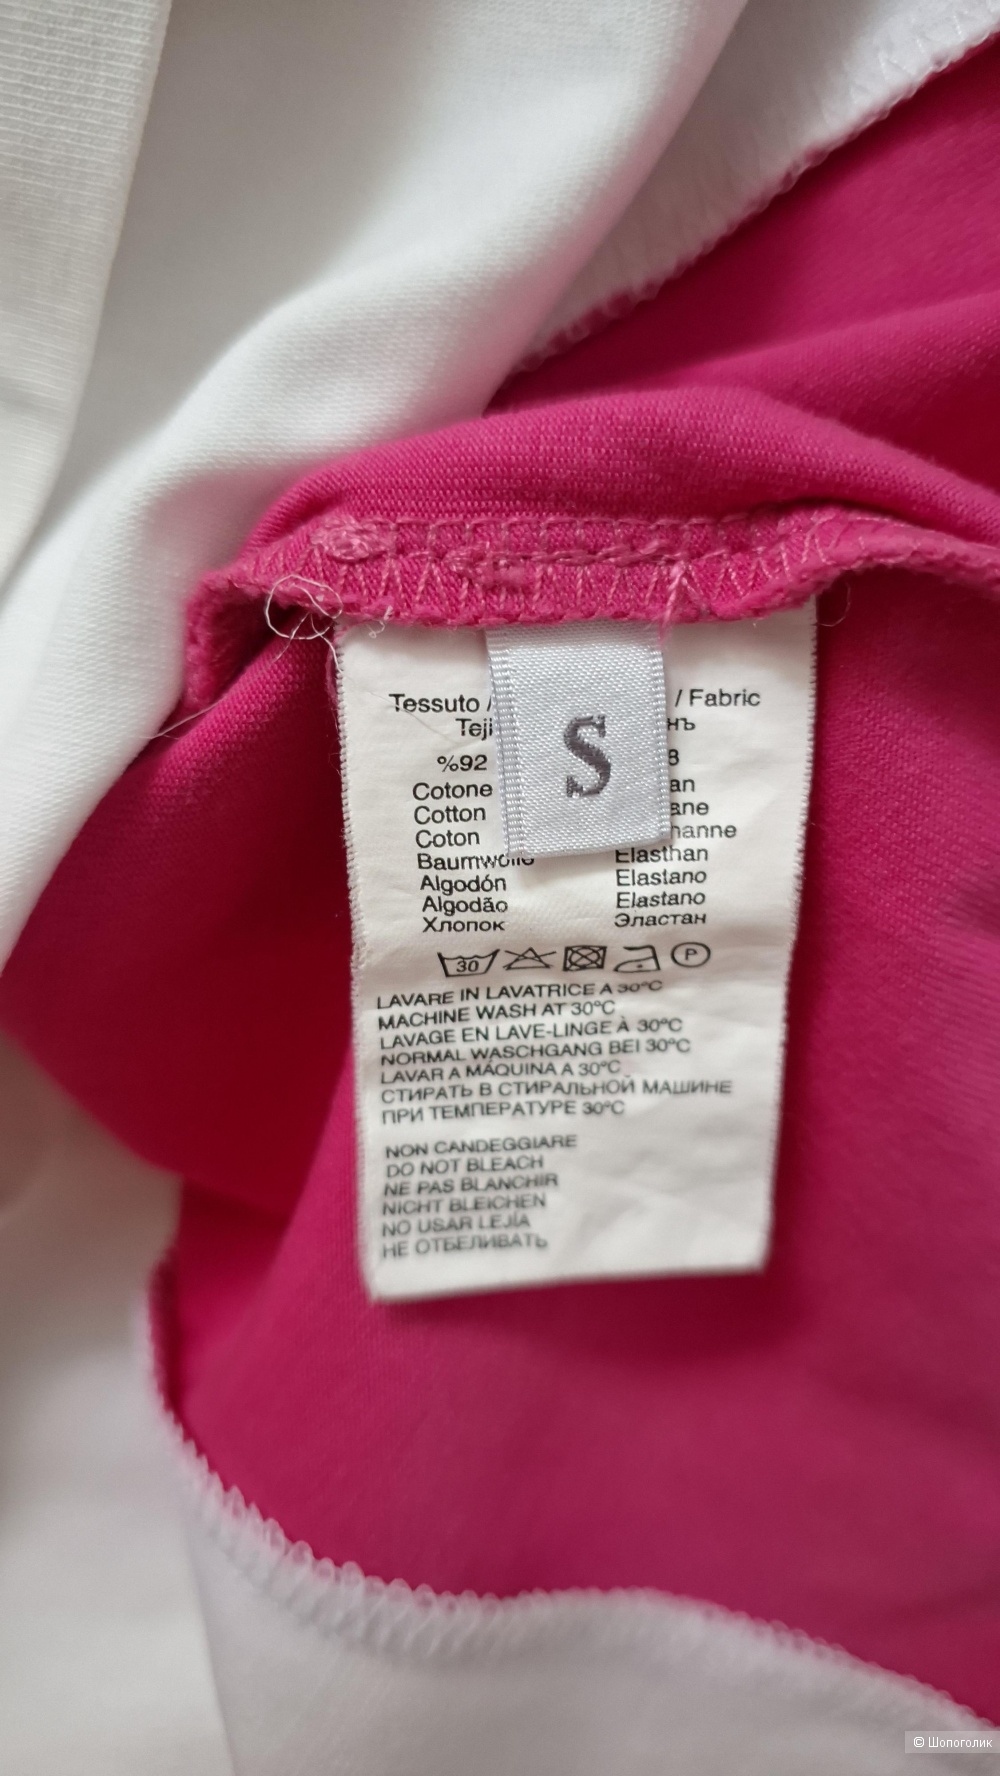 Tessuto / / Fabric
S
%92 8
Cotone
Cotton
Coton
Baumwolle Elasthan
Algodón Elastano
Algodão Elastano
Хлопок Эластан
30 P
LAVARE IN LAVATRICE A 30°C
MACHINE WASH AT 30°C
LAVAGE EN LAVE-LINGE À 30°C
NORMAL WASCHGANG BEI 30°C
LAVAR A MÁQUINA A 30°C
СТИРАТЬ В СТИРАЛЬНОЙ МАШИНЕ
ПРИ ТЕМПЕРАТУРЕ 30°C
NON CANDEGGIARE
DO NOT BLEACH
NE PAS BLANCHIR
NICHT BLEICHEN
NO USAR LEJÍA
НЕ ОТБЕЛИВАТЬ
© Шопоголик